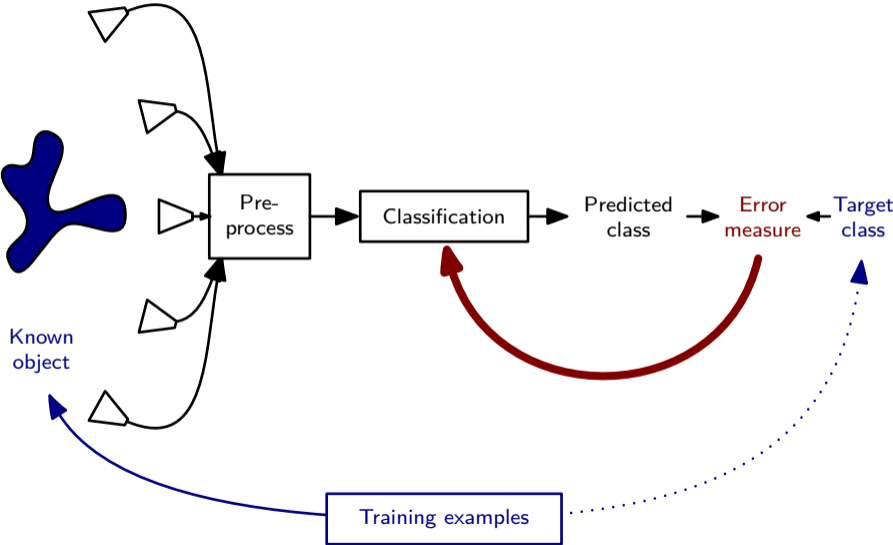 Pre-
process
Classification
Predicted
class
Error
measure
Target
class
Known
object
Training examples